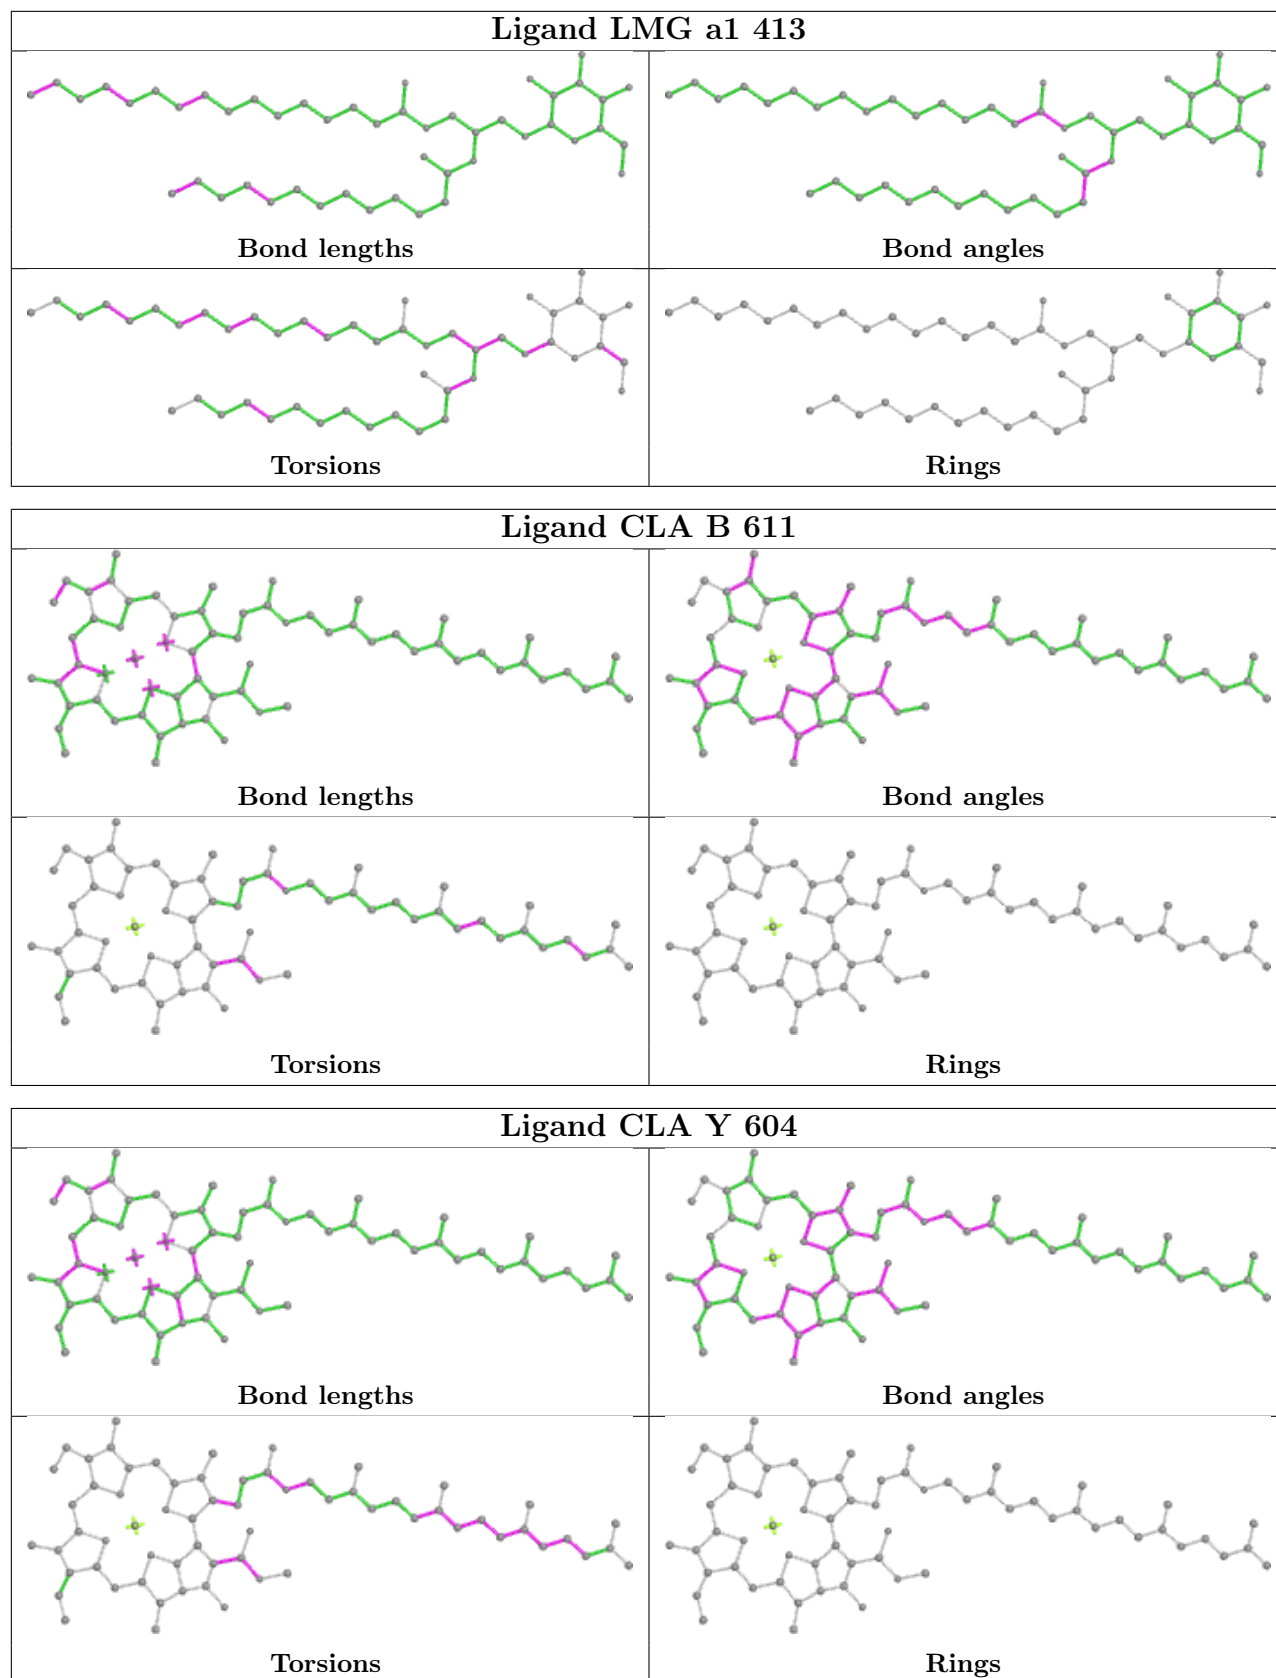 Ligand LMG a1 413
Bond lengths
Bond angles
Torsions
Rings
Ligand CLA B 611
Bond lengths
Bond angles
Torsions
Rings
Ligand CLA Y 604
Bond lengths
Bond angles
Torsions
Rings